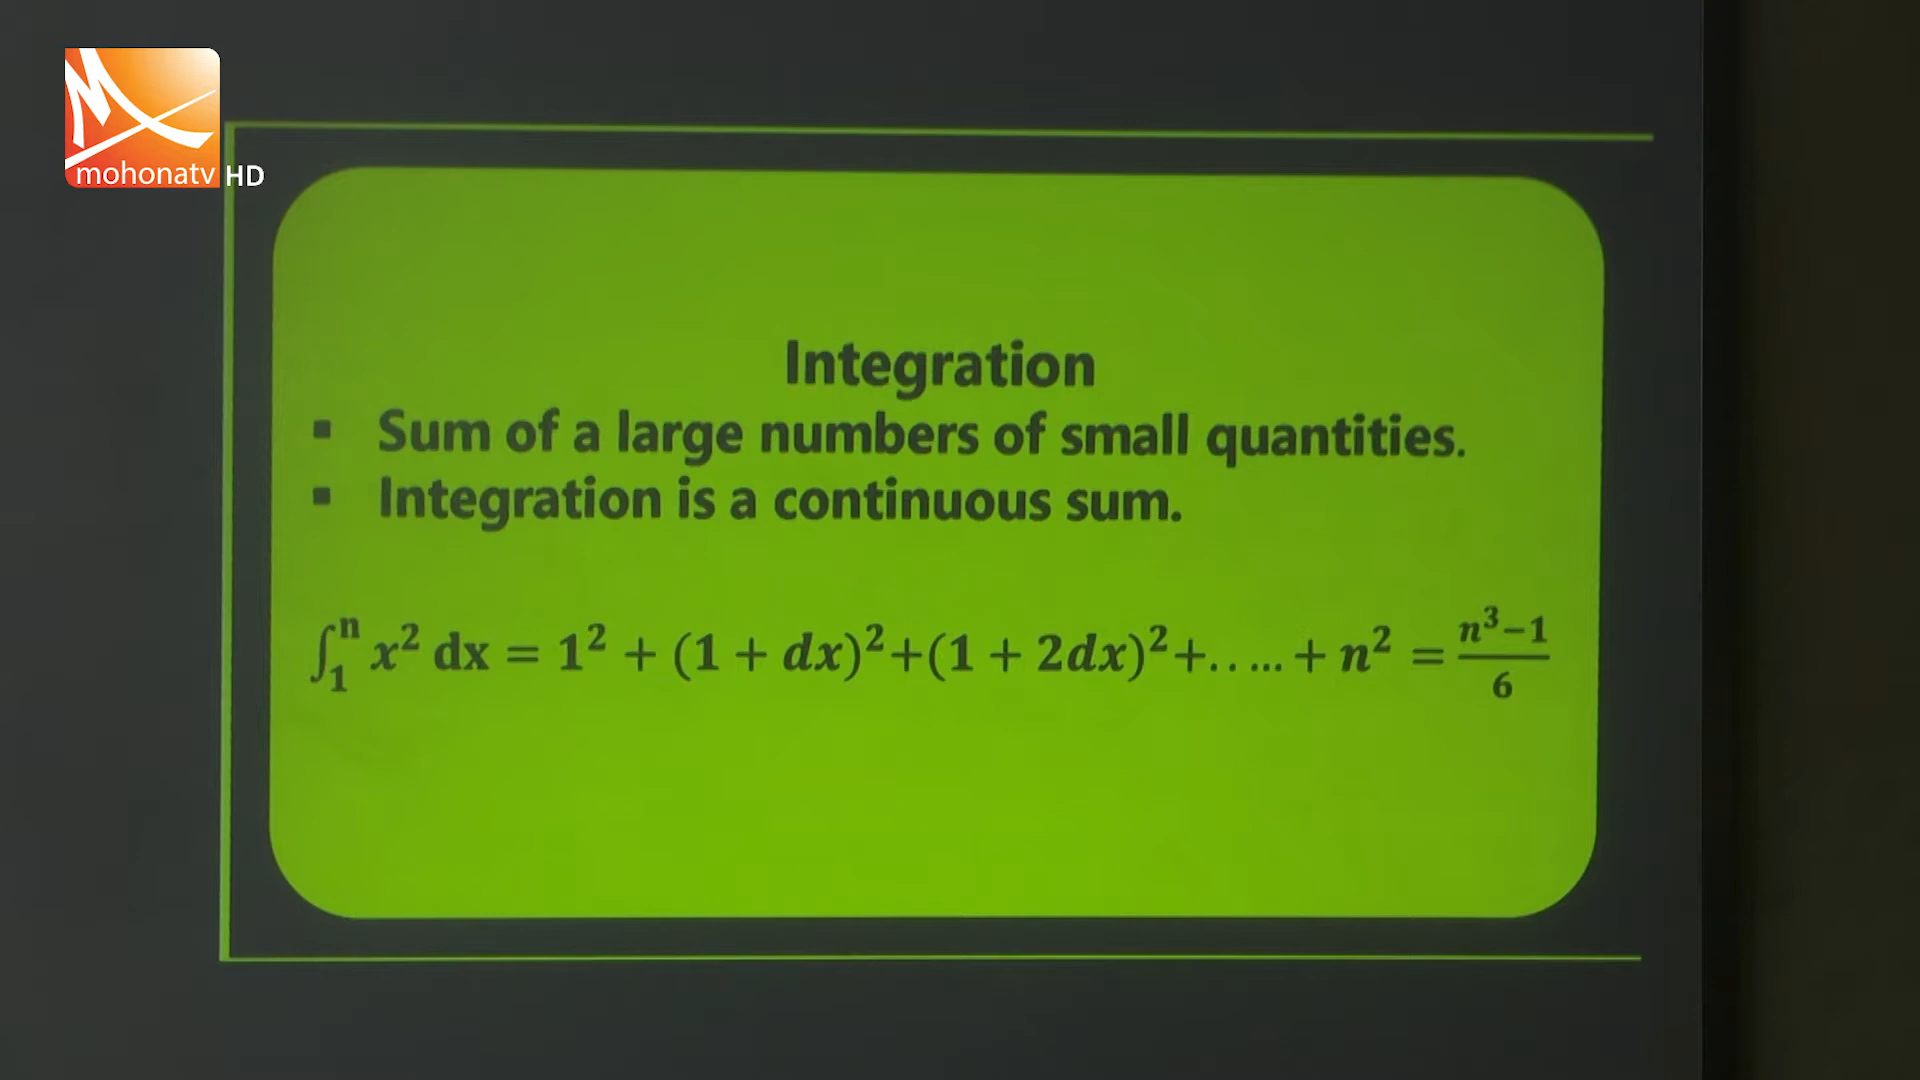 mohonatv HD
Integration
▪ Sum of a large numbers of small quantities.
▪ Integration is a continuous sum.
∫₁ⁿ x² dx = 1² + (1 + dx)²+(1 + 2dx)²+..... + n² = (n³−1)/6